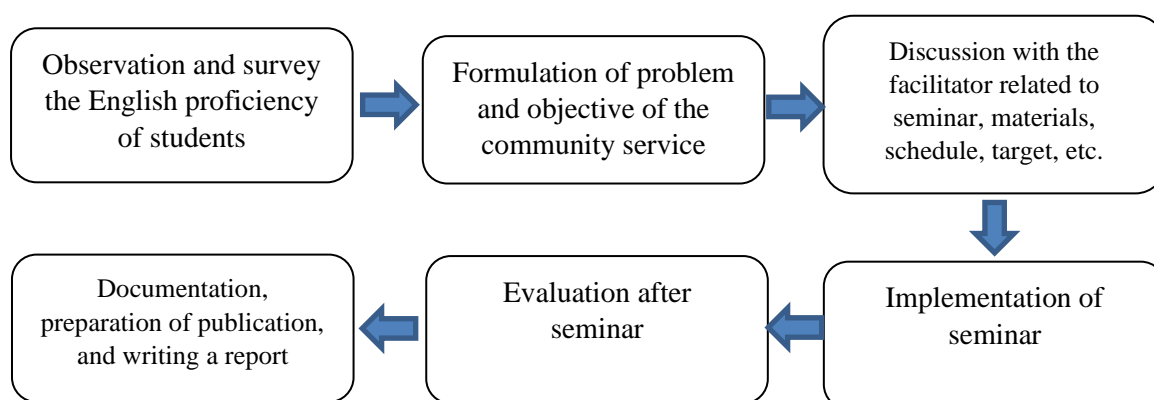 Observation and survey
the English proficiency
of students
Formulation of problem
and objective of the
community service
Discussion with the
facilitator related to
seminar, materials,
schedule, target, etc.
Implementation of
seminar
Evaluation after
seminar
Documentation,
preparation of publication,
and writing a report